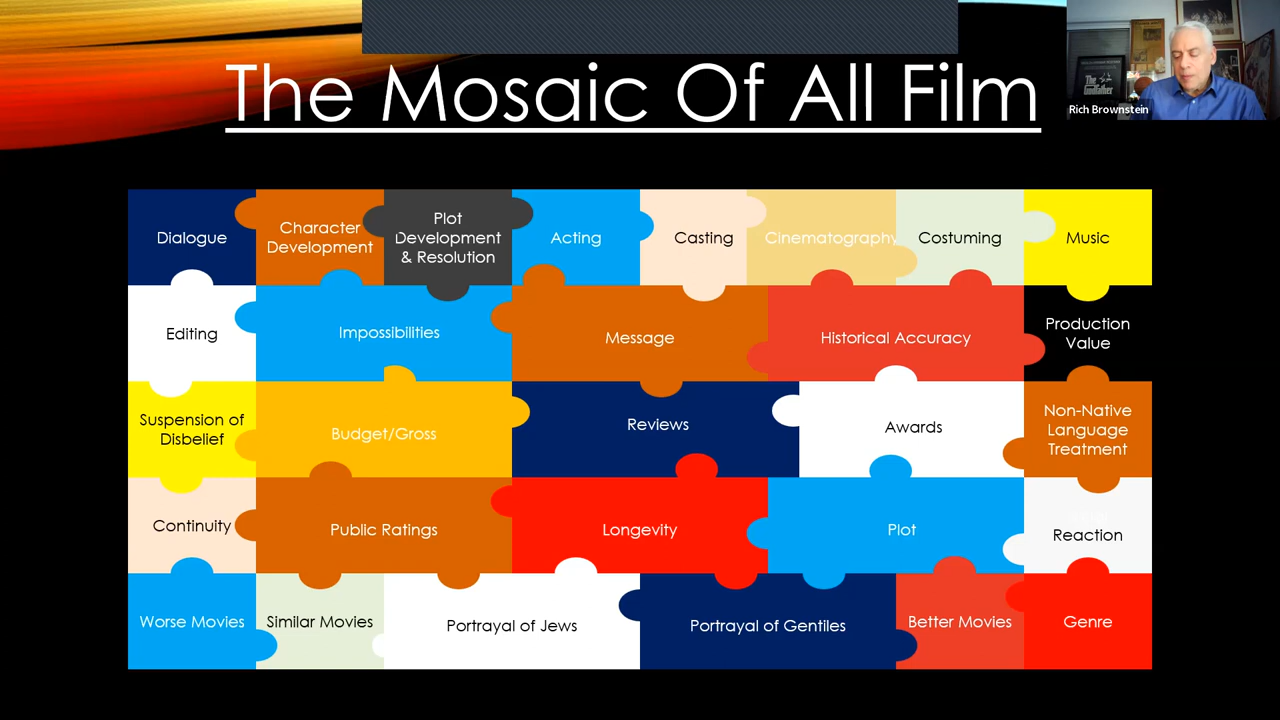 The Mosaic Of All Film
The
Godfather
Rich Brownstein
Dialogue
Character
Development
Plot
Development
& Resolution
Acting
Casting
Cinematography
Costuming
Music
Editing
Impossibilities
Message
Historical Accuracy
Production
Value
Suspension of
Disbelief
Budget/Gross
Reviews
Awards
Non-Native
Language
Treatment
Continuity
Public Ratings
Longevity
Plot
Reaction
Worse Movies
Similar Movies
Portrayal of Jews
Portrayal of Gentiles
Better Movies
Genre